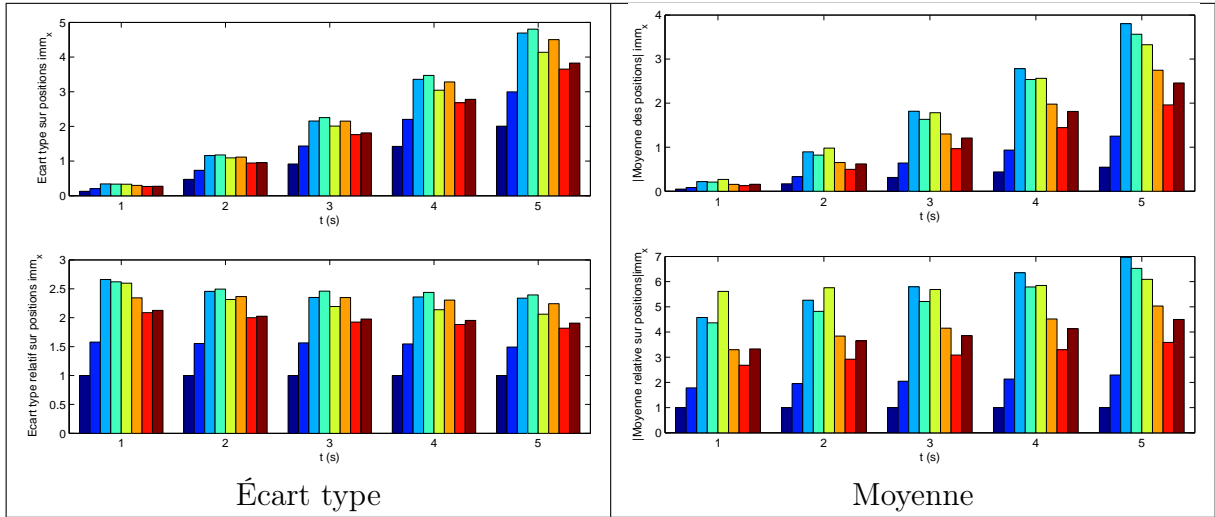 5
4
3
2
1
0
Ecart type sur positions imm_x
1 2 3 4 5
t (s)
3
2.5
2
1.5
1
0.5
0
Ecart type relatif sur positions imm_x
1 2 3 4 5
t (s)
Écart type
4
3
2
1
0
|Moyenne des positions| imm_x
1 2 3 4 5
t (s)
7
6
5
4
3
2
1
0
|Moyenne relative sur positions|imm_x
1 2 3 4 5
t (s)
Moyenne